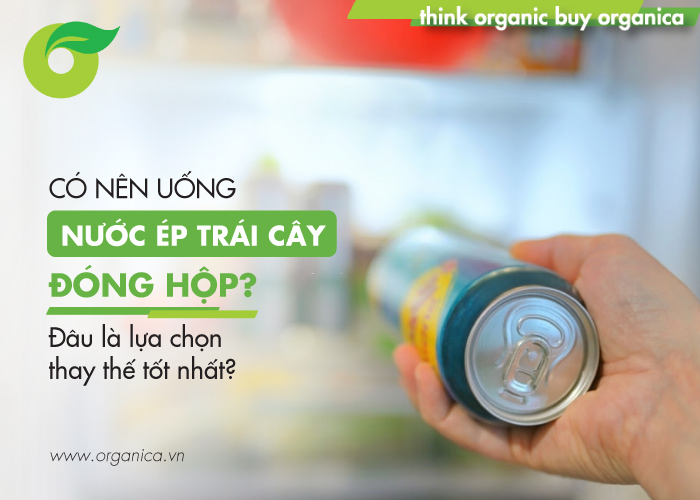 think organic buy organica
CÓ NÊN UỐNG
NƯỚC ÉP TRÁI CÂY
ĐÓNG HỘP?
Đâu là lựa chọn
thay thế tốt nhất?
www.organica.vn